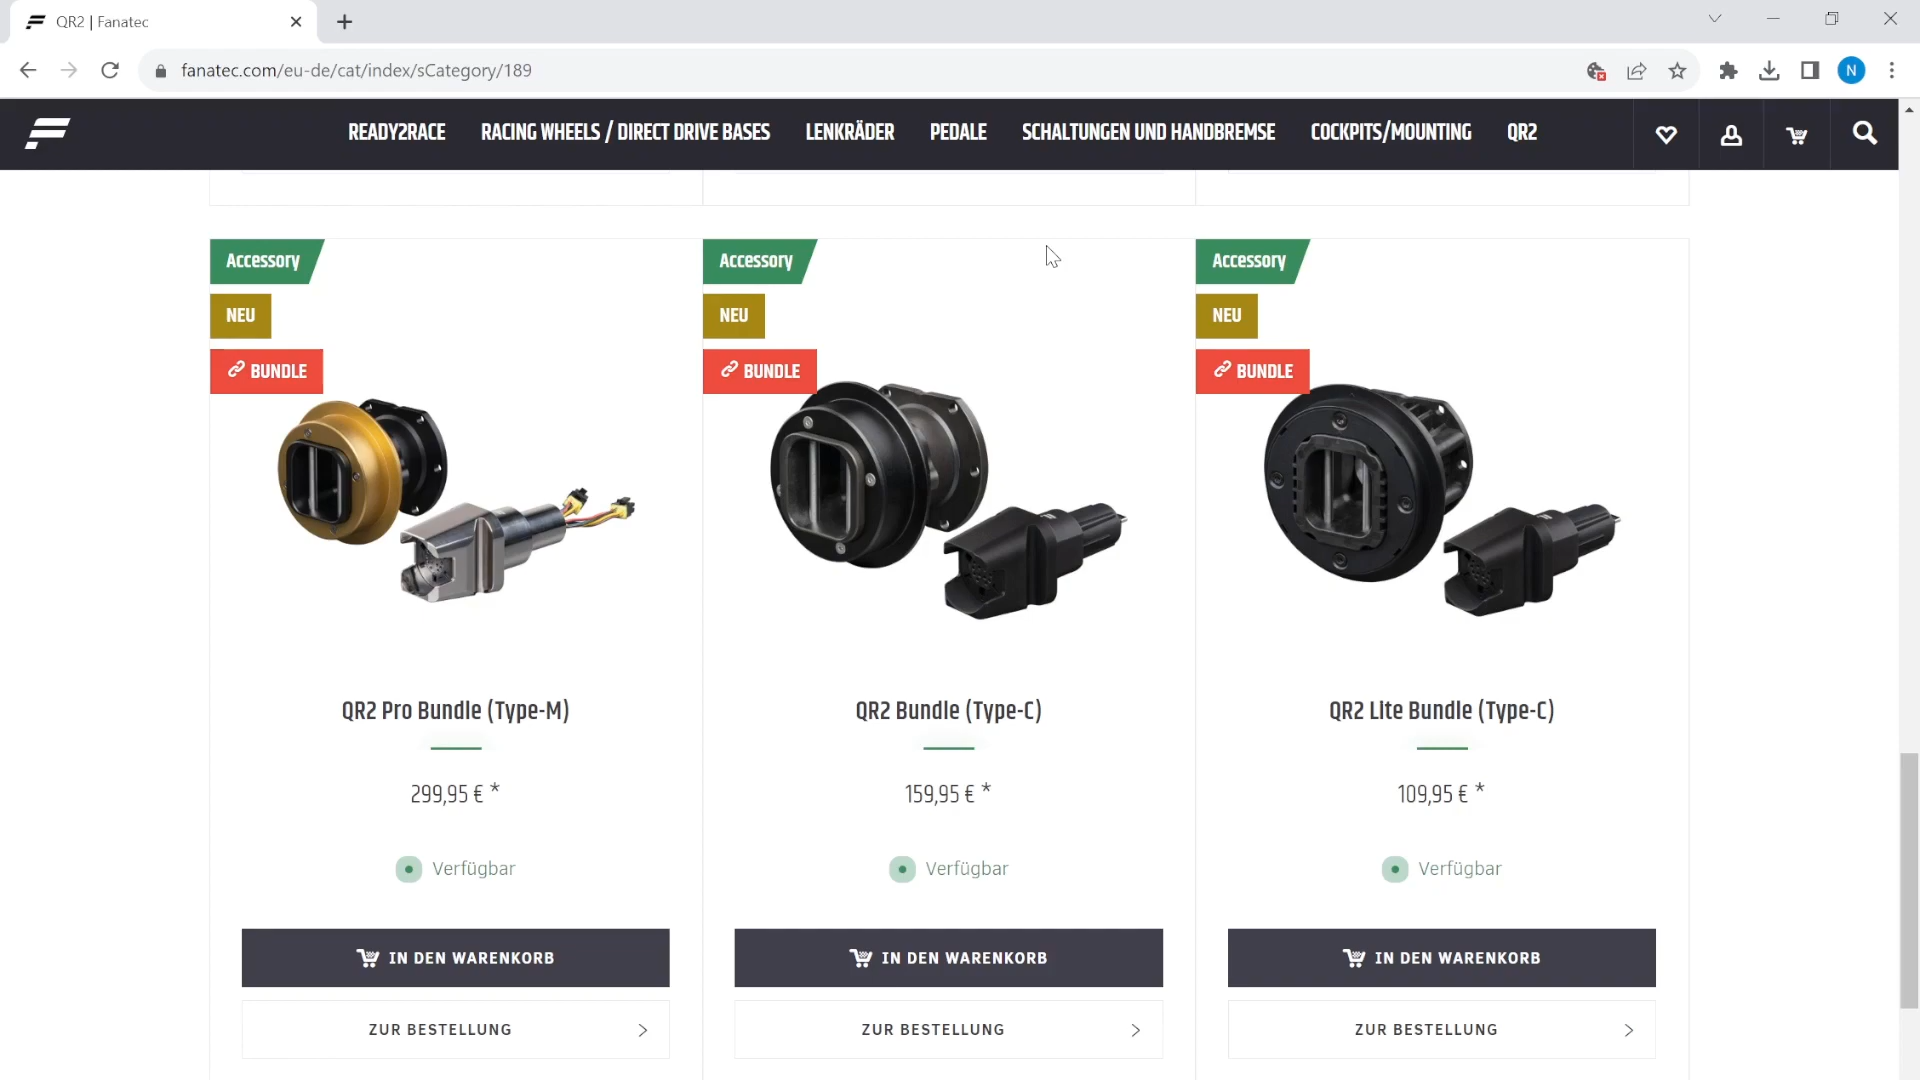 QR2 | Fanatec
fanatec.com/eu-de/cat/index/sCategory/189
N
READY2RACE RACING WHEELS / DIRECT DRIVE BASES LENKRÄDER PEDALE SCHALTUNGEN UND HANDBREMSE COCKPITS/MOUNTING QR2
Accessory
NEU
BUNDLE
QR2 Pro Bundle (Type-M)
299,95 € *
Verfügbar
IN DEN WARENKORB
ZUR BESTELLUNG
Accessory
NEU
BUNDLE
QR2 Bundle (Type-C)
159,95 € *
Verfügbar
IN DEN WARENKORB
ZUR BESTELLUNG
Accessory
NEU
BUNDLE
QR2 Lite Bundle (Type-C)
109,95 € *
Verfügbar
IN DEN WARENKORB
ZUR BESTELLUNG